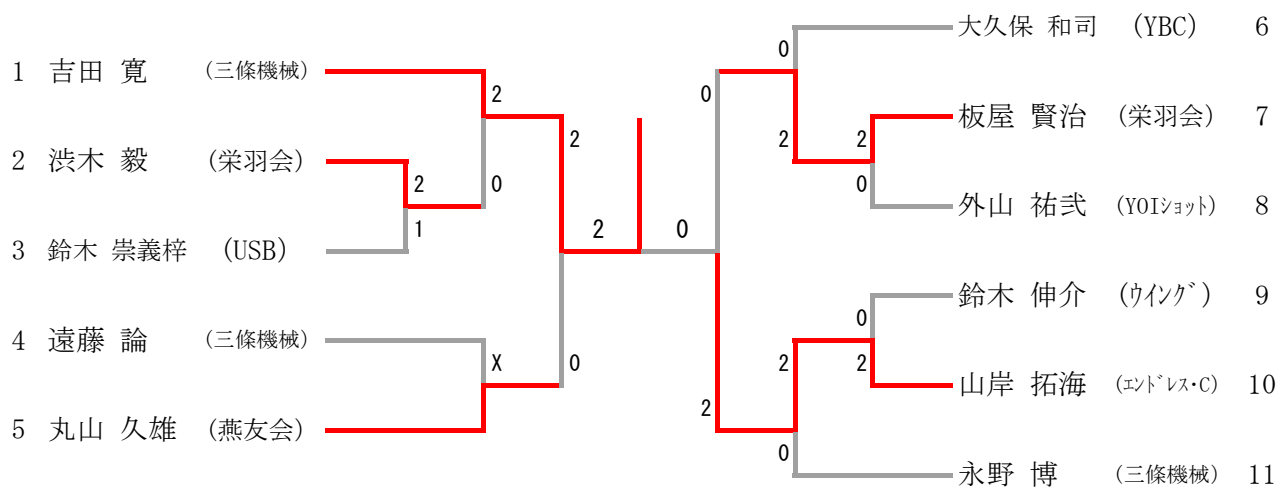 1 吉田 寛 (三條機械)
2
2 渋木 毅 (栄羽会)
2
0
3 鈴木 崇義梓 (USB)
1
2
4 遠藤 論 (三條機械)
X
5 丸山 久雄 (燕友会)
0
2
0
大久保 和司 (YBC) 6
0
板屋 賢治 (栄羽会) 7
2
2
外山 祐弐 (YOIショット) 8
0
0
鈴木 伸介 (ウイング) 9
0
山岸 拓海 (エンドレス・C) 10
2
2
永野 博 (三條機械) 11
0
2